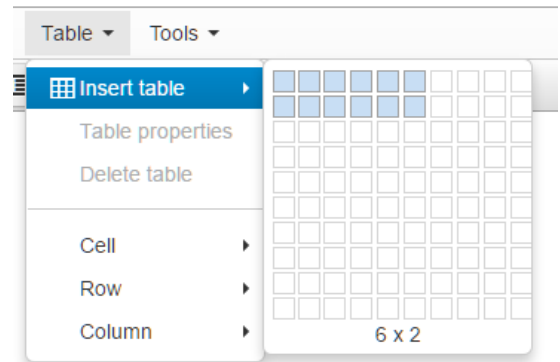 Table Tools
Insert table
Table properties
Delete table
Cell
Row
Column
6 x 2